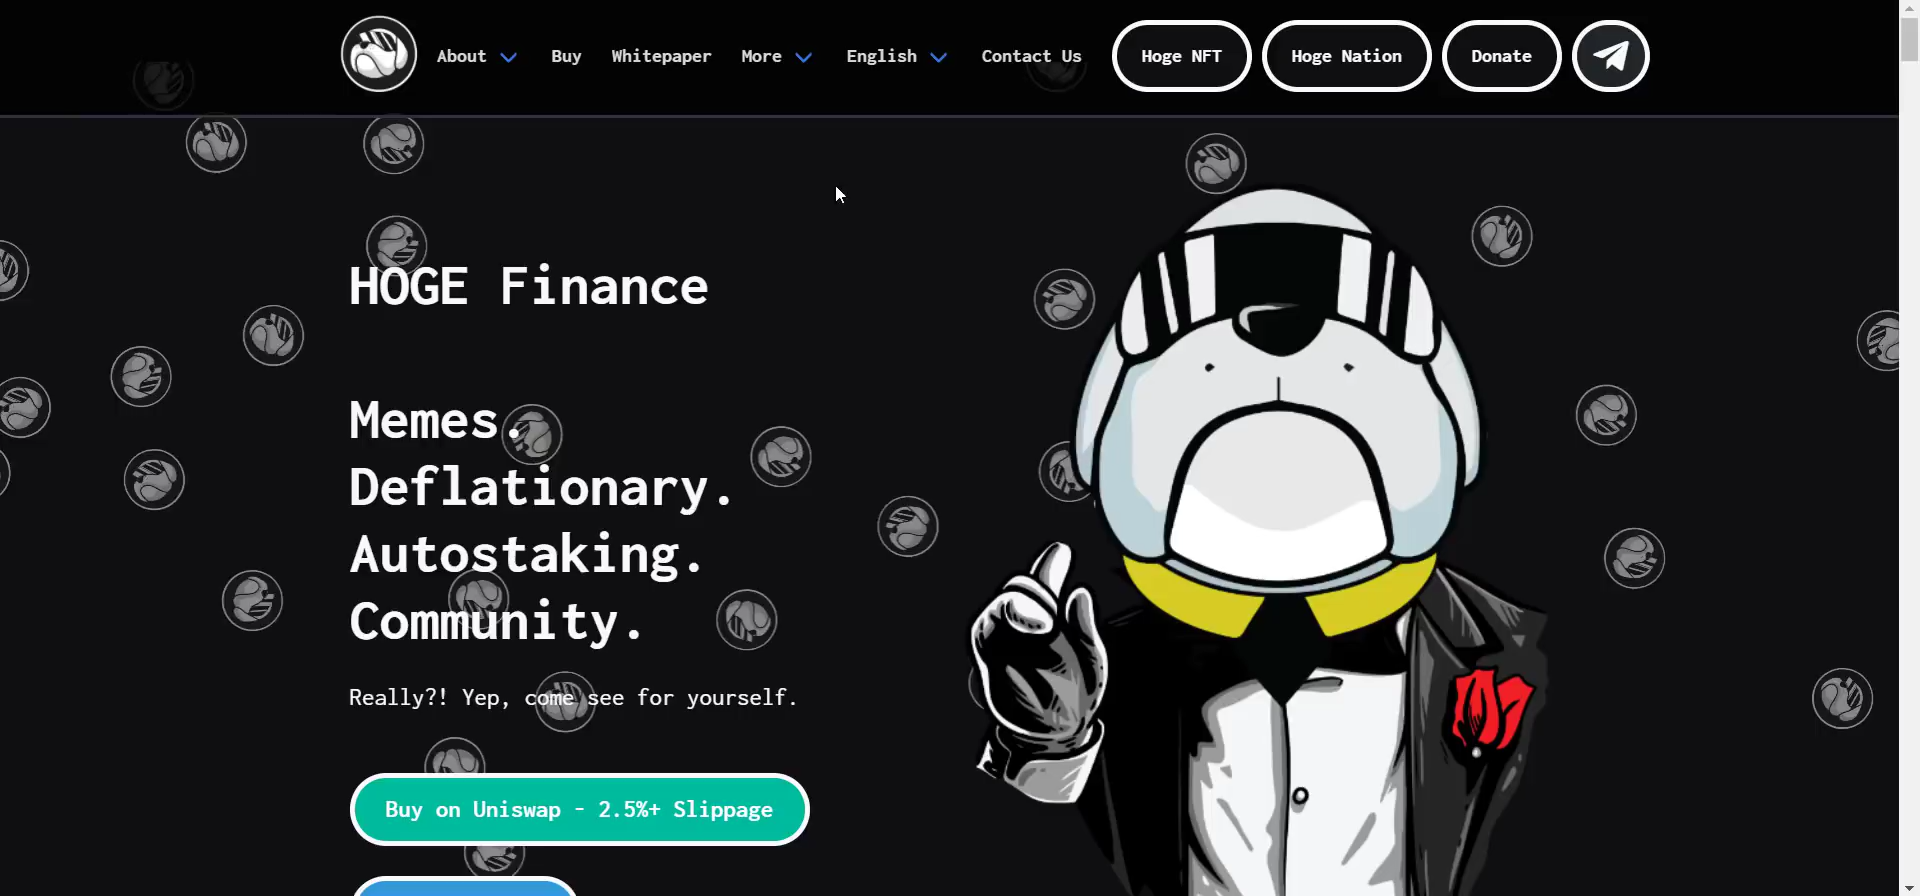 About Buy Whitepaper More English Contact Us Hoge NFT Hoge Nation Donate
HOGE Finance
Memes.
Deflationary.
Autostaking.
Community.
Really?! Yep, come see for yourself.
Buy on Uniswap - 2.5%+ Slippage